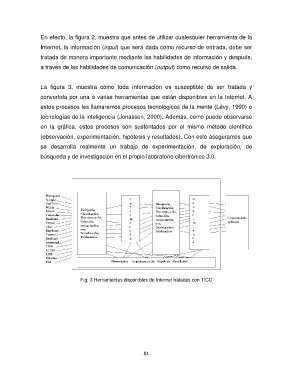 En efecto, la figura 2, muestra que antes de utilizar cualesquier herramienta de la
Internet, la información (input) que será dada como recurso de entrada, debe ser
tratada de manera importante mediante las habilidades de información y después,
a través de las habilidades de comunicación (output) como recurso de salida.
La figura 3, muestra cómo toda información es susceptible de ser tratada y
convertida por una o varias herramientas que están disponibles en la Internet. A
estos procesos les llamaremos procesos tecnológicos de la mente (Lévy, 1990) o
tecnologías de la inteligencia (Jonassen, 2000). Además, como puede observarse
en la gráfica, estos procesos son sustentados por el mismo método científico
(observación, experimentación, hipótesis y resultados). Con esto aseguramos que
se desarrolla realmente un trabajo de experimentación, de exploración, de
búsqueda y de investigación en el propio laboratorio cibertrónico 3.0.
Fig. 3 Herramientas disponibles de Internet tratadas con TICC
81